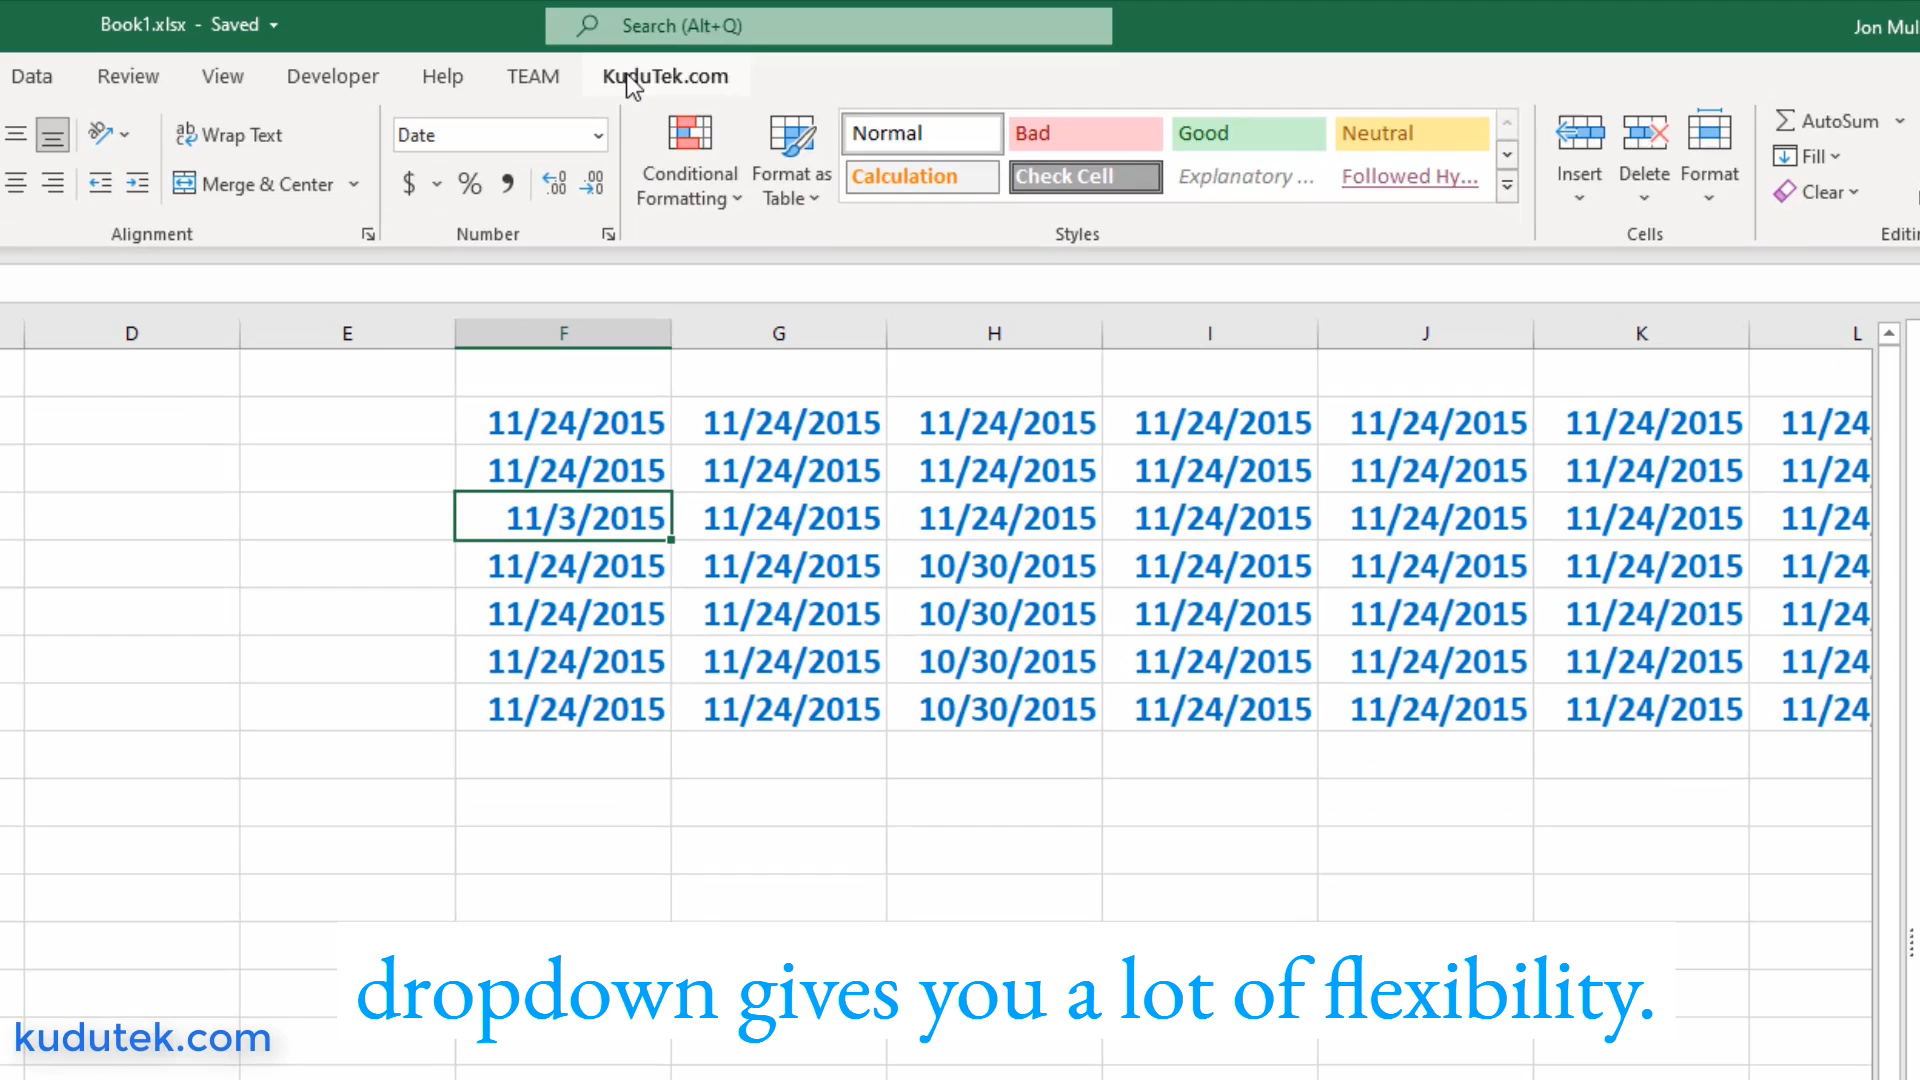 Book1.xlsx - Saved
Search (Alt+Q)
Jon Mul
Data Review View Developer Help TEAM KuduTek.com
Wrap Text
Merge & Center
Alignment
Date
$ % , .00 .00
Number
Conditional Formatting
Format as Table
Normal Bad Good Neutral
Calculation Check Cell Explanatory ... Followed Hy...
Styles
Insert Delete Format
Cells
AutoSum
Fill
Clear
Editi
D E F G H I J K L
11/24/2015 11/24/2015 11/24/2015 11/24/2015 11/24/2015 11/24/2015 11/24
11/24/2015 11/24/2015 11/24/2015 11/24/2015 11/24/2015 11/24/2015 11/24
11/3/2015 11/24/2015 11/24/2015 11/24/2015 11/24/2015 11/24/2015 11/24
11/24/2015 11/24/2015 10/30/2015 11/24/2015 11/24/2015 11/24/2015 11/24
11/24/2015 11/24/2015 10/30/2015 11/24/2015 11/24/2015 11/24/2015 11/24
11/24/2015 11/24/2015 10/30/2015 11/24/2015 11/24/2015 11/24/2015 11/24
11/24/2015 11/24/2015 10/30/2015 11/24/2015 11/24/2015 11/24/2015 11/24
dropdown gives you a lot of flexibility.
kudutek.com